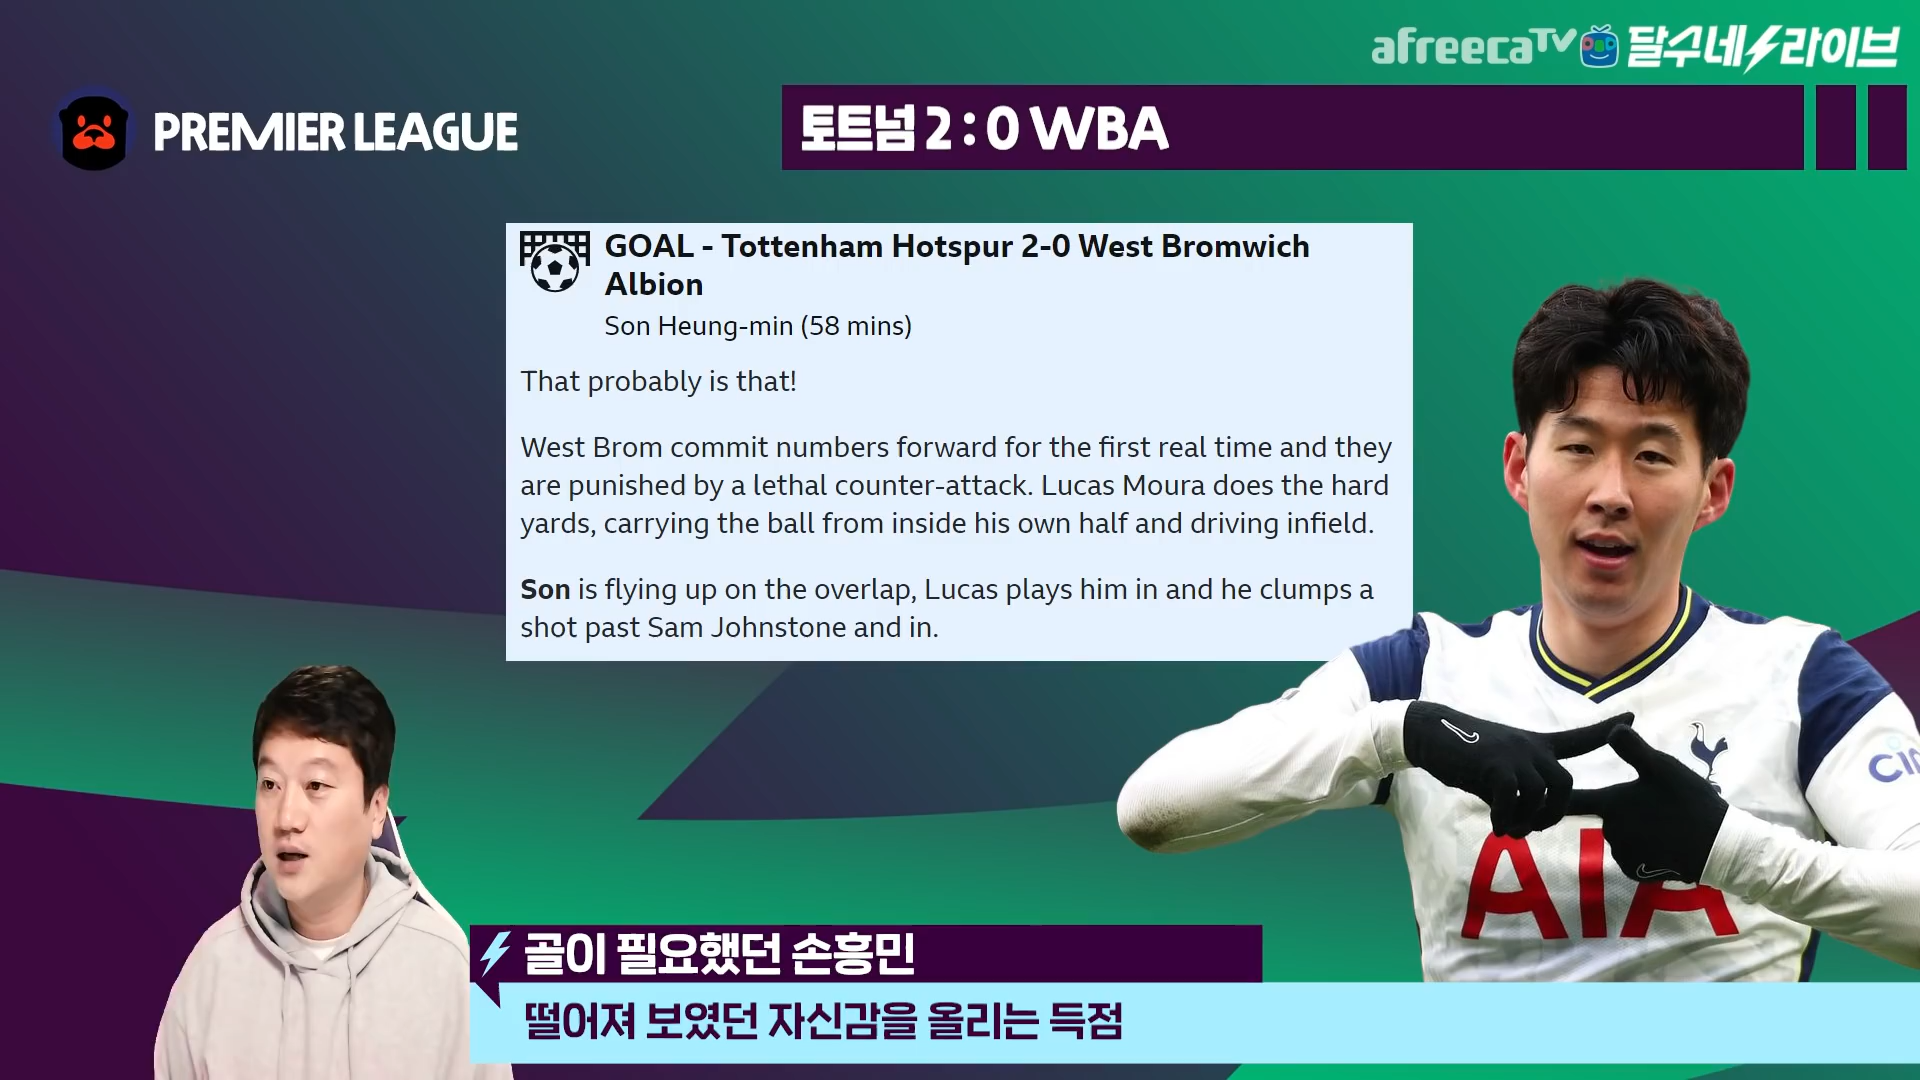 afreecaTV 달수네라이브
PREMIER LEAGUE
토트넘 2 : 0 WBA
GOAL - Tottenham Hotspur 2-0 West Bromwich
Albion
Son Heung-min (58 mins)
That probably is that!
West Brom commit numbers forward for the first real time and they
are punished by a lethal counter-attack. Lucas Moura does the hard
yards, carrying the ball from inside his own half and driving infield.
Son is flying up on the overlap, Lucas plays him in and he clumps a
shot past Sam Johnstone and in.
AIA
골이 필요했던 손흥민
떨어져 보였던 자신감을 올리는 득점